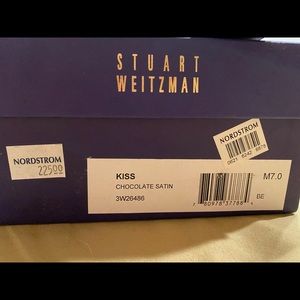 STUART
WEITZMAN
NORDSTROM
22500
NORDSTROM
KISS
CHOCOLATE SATIN
3W26486
M7.0
BE